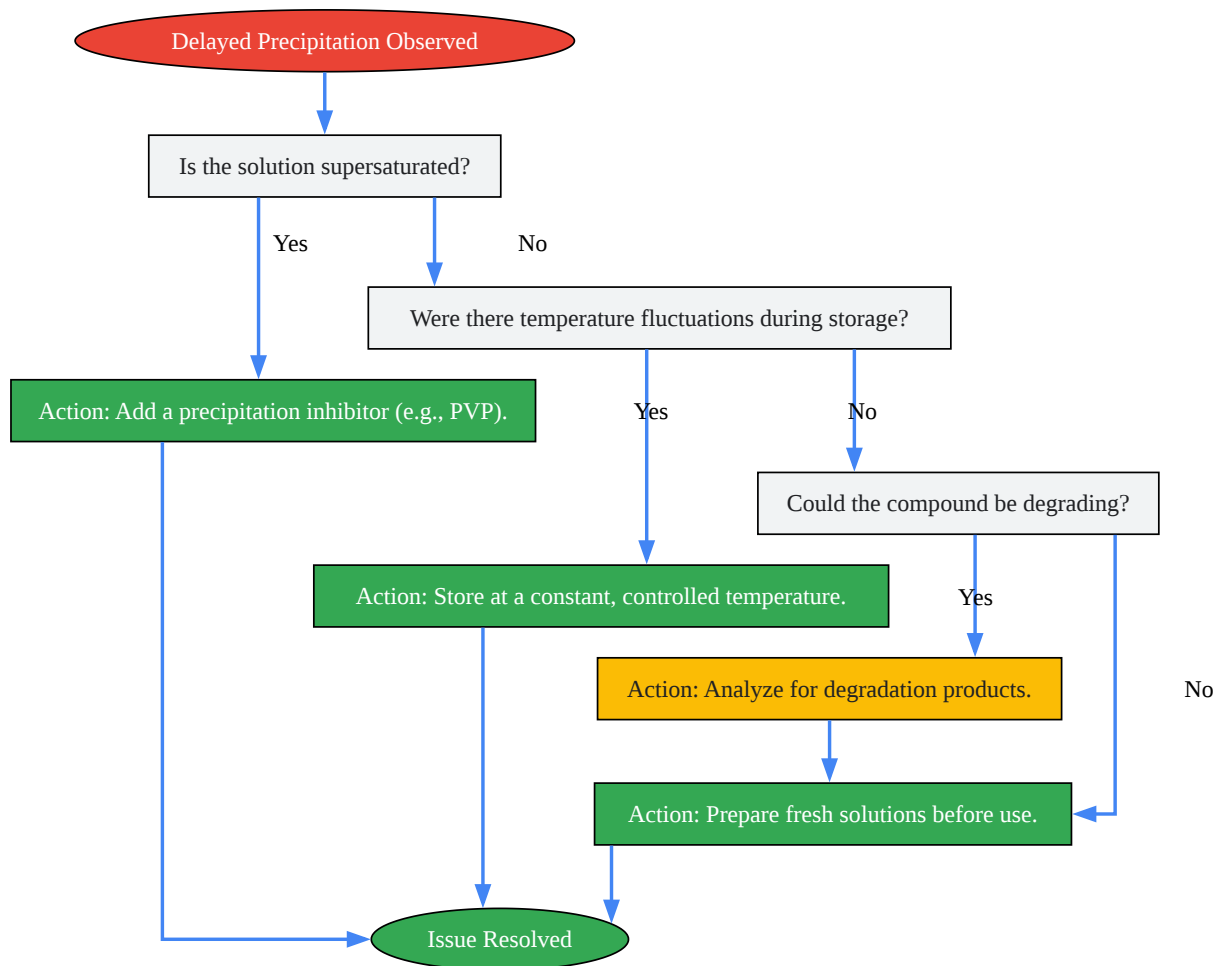 Delayed Precipitation Observed
Is the solution supersaturated?
Yes
No
Were there temperature fluctuations during storage?
Action: Add a precipitation inhibitor (e.g., PVP).
Yes
No
Could the compound be degrading?
Action: Store at a constant, controlled temperature.
Yes
Action: Analyze for degradation products.
No
Action: Prepare fresh solutions before use.
Issue Resolved